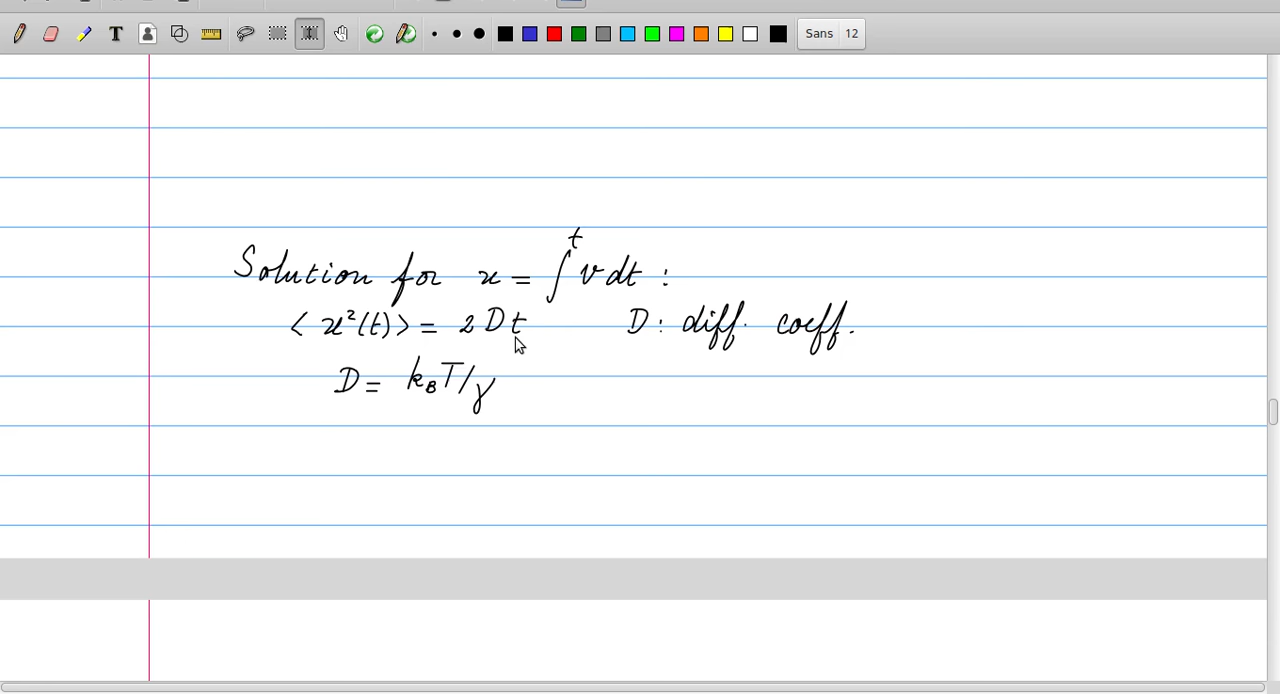 Sans 12
Solution for x = ∫^t v dt :
⟨ x²(t) ⟩ = 2 D t D : diff. coeff.
D = k_B T / γ